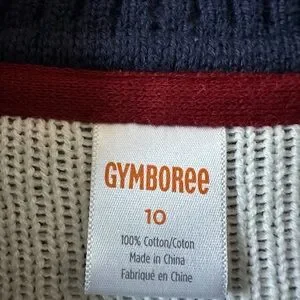 GYMBOREE
10
100% Cotton/Coton
Made in China
Fabriqué en Chine